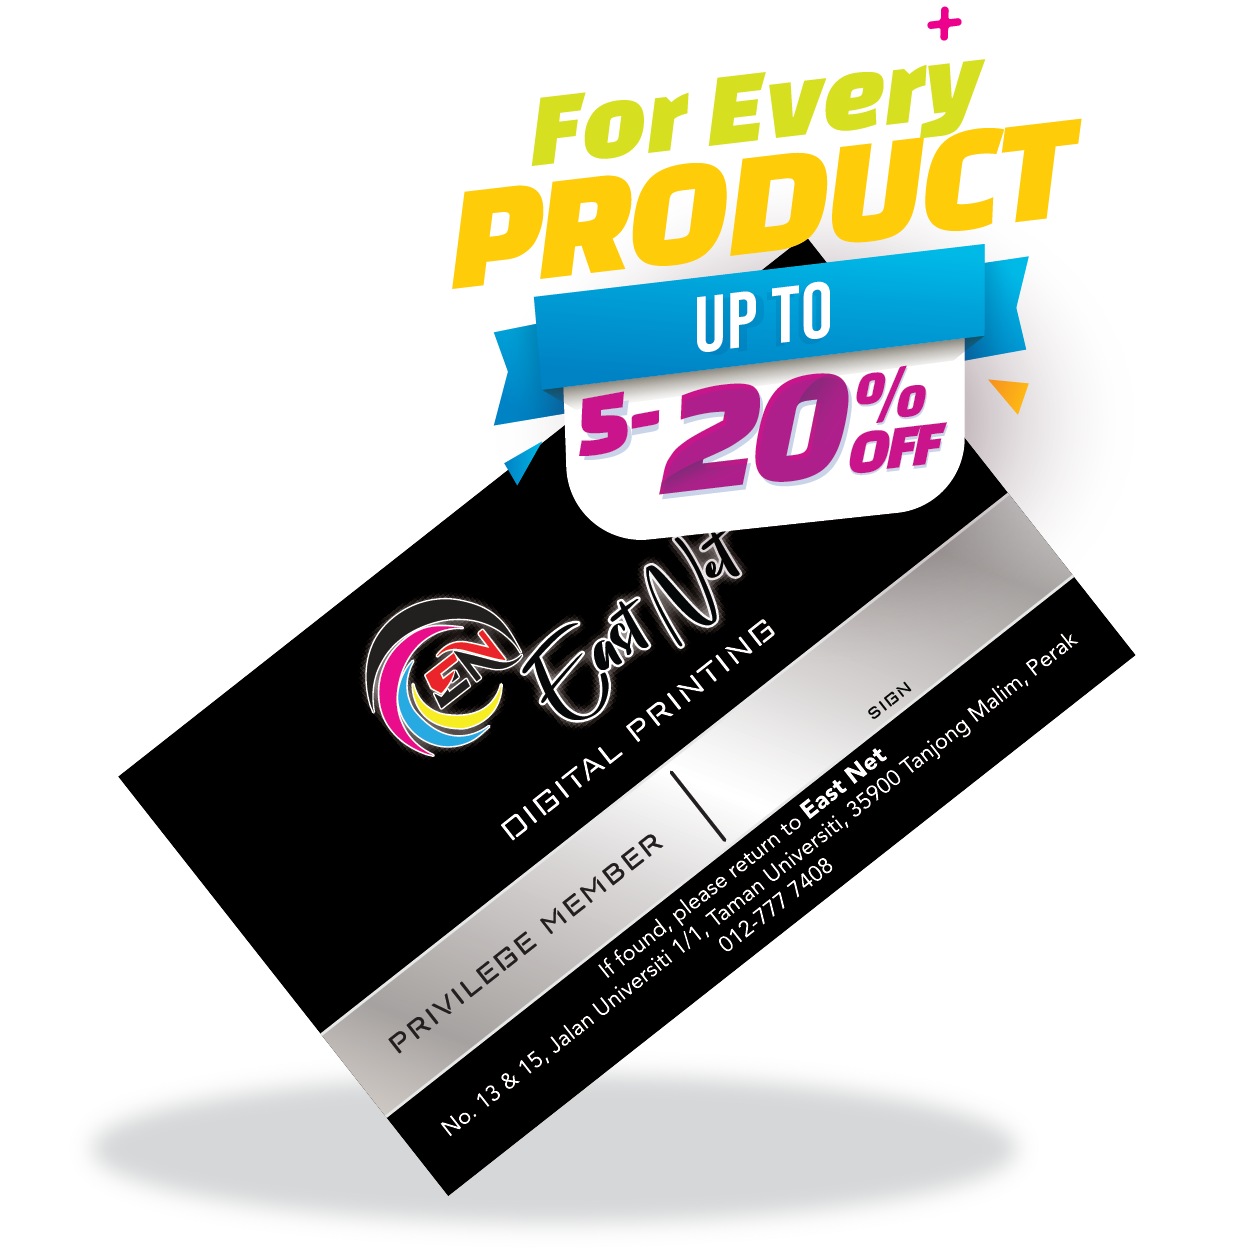 For Every
PRODUCT
UP TO
5-20% OFF
EN
East Net
DIGITAL PRINTING
PRIVILEGE MEMBER
SIGN
If found, please return to East Net
No. 13 & 15, Jalan Universiti 1/1, Taman Universiti, 35900 Tanjong Malim, Perak
012-777 7408